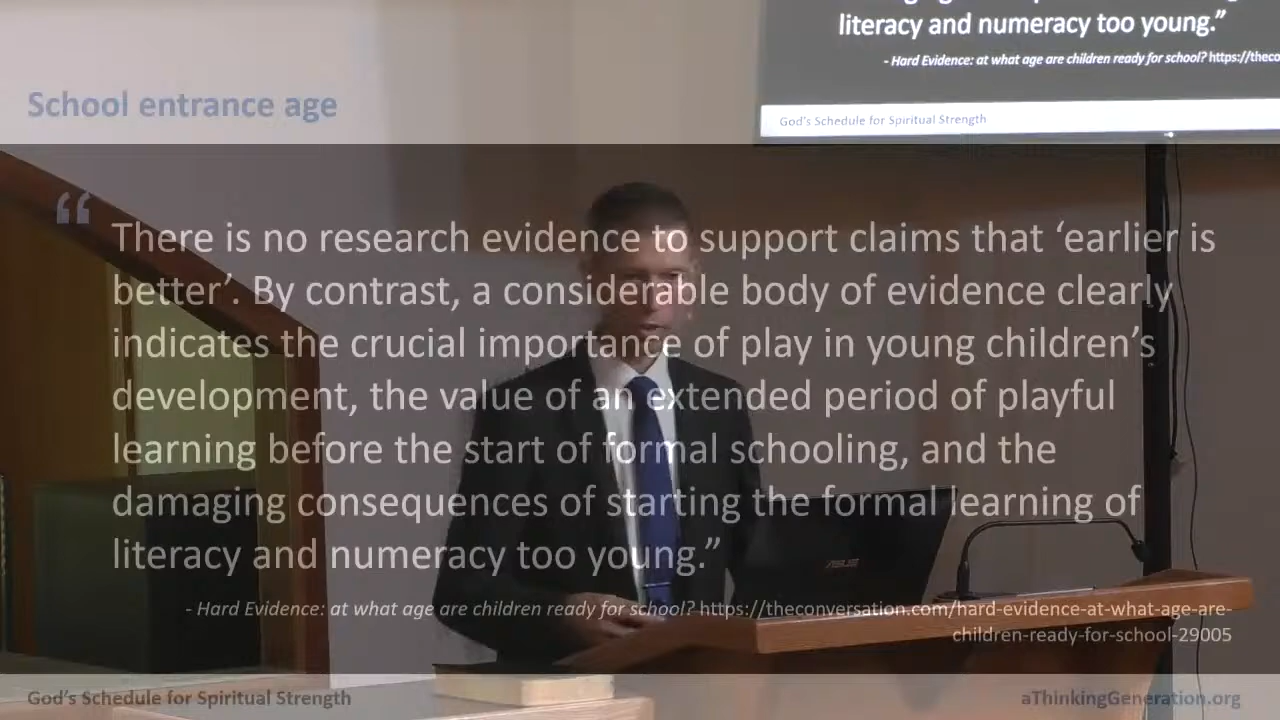 literacy and numeracy too young.”
- Hard Evidence: at what age are children ready for school? https://theco
God's Schedule for Spiritual Strength
School entrance age
“
There is no research evidence to support claims that ‘earlier is
better’. By contrast, a considerable body of evidence clearly
indicates the crucial importance of play in young children’s
development, the value of an extended period of playful
learning before the start of formal schooling, and the
damaging consequences of starting the formal learning of
literacy and numeracy too young.”
- Hard Evidence: at what age are children ready for school? https://theconversation.com/hard-evidence-at-what-age-are-
children-ready-for-school-29005
ASUS
God's Schedule for Spiritual Strength
aThinkingGeneration.org